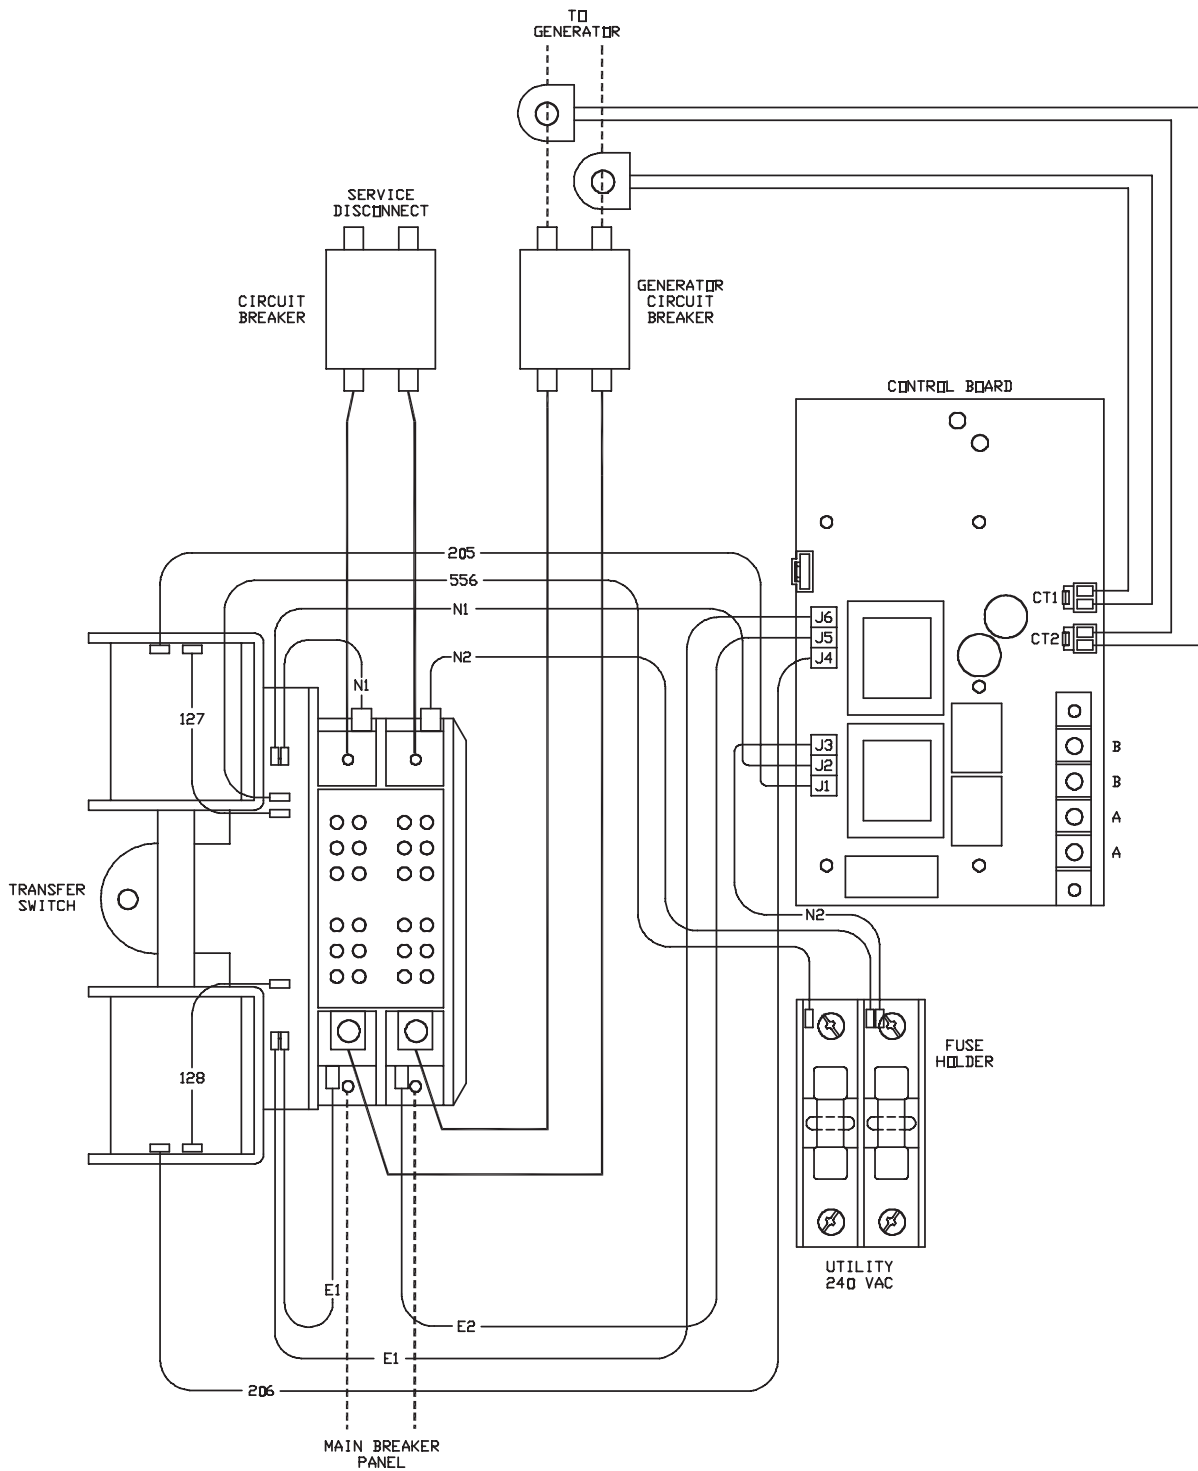 TO
GENERATOR
SERVICE
DISCONNECT
CIRCUIT
BREAKER
GENERATOR
CIRCUIT
BREAKER
CONTROL BOARD
205
556
N1
N2
N1
127
J6
J5
J4
J3
J2
J1
CT1
CT2
B
B
A
A
TRANSFER
SWITCH
N2
128
FUSE
HOLDER
UTILITY
240 VAC
E1
E2
E1
206
MAIN BREAKER
PANEL